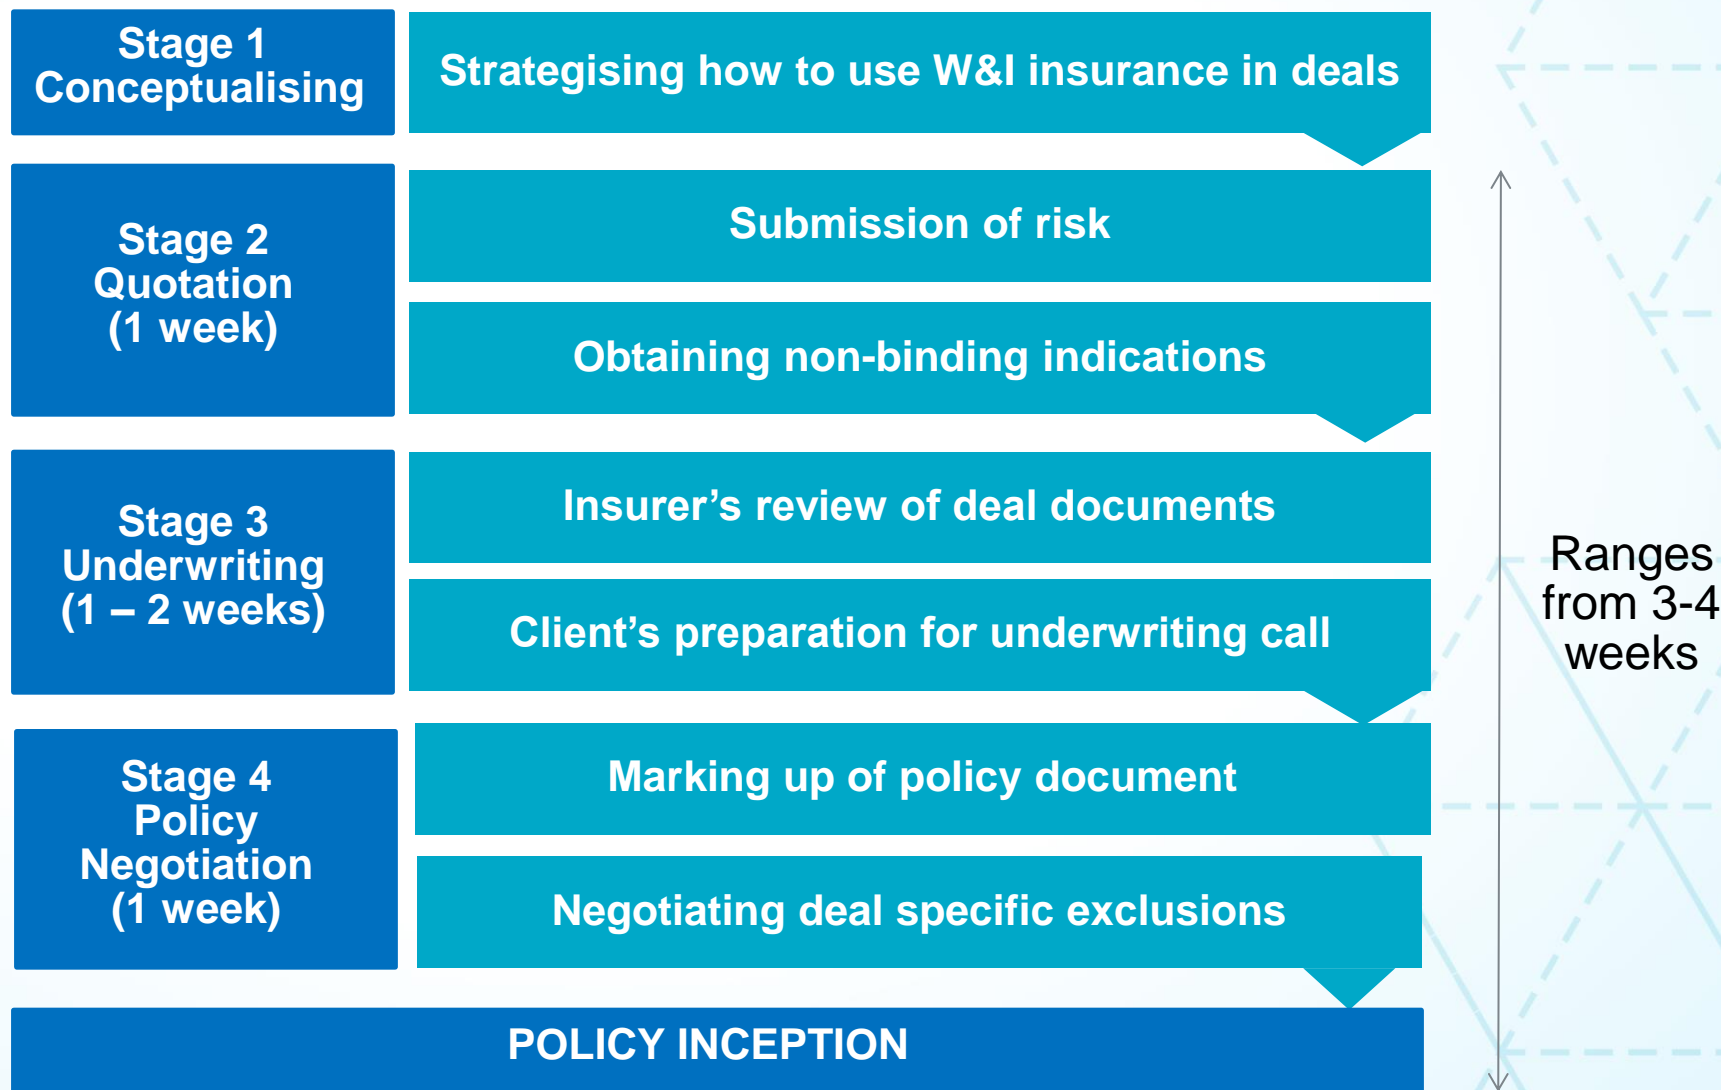 Stage 1
Conceptualising
Strategising how to use W&I insurance in deals
Stage 2
Quotation
(1 week)
Submission of risk
Obtaining non-binding indications
Stage 3
Underwriting
(1 – 2 weeks)
Insurer’s review of deal documents
Client’s preparation for underwriting call
Stage 4
Policy
Negotiation
(1 week)
Marking up of policy document
Negotiating deal specific exclusions
POLICY INCEPTION
Ranges
from 3-4
weeks